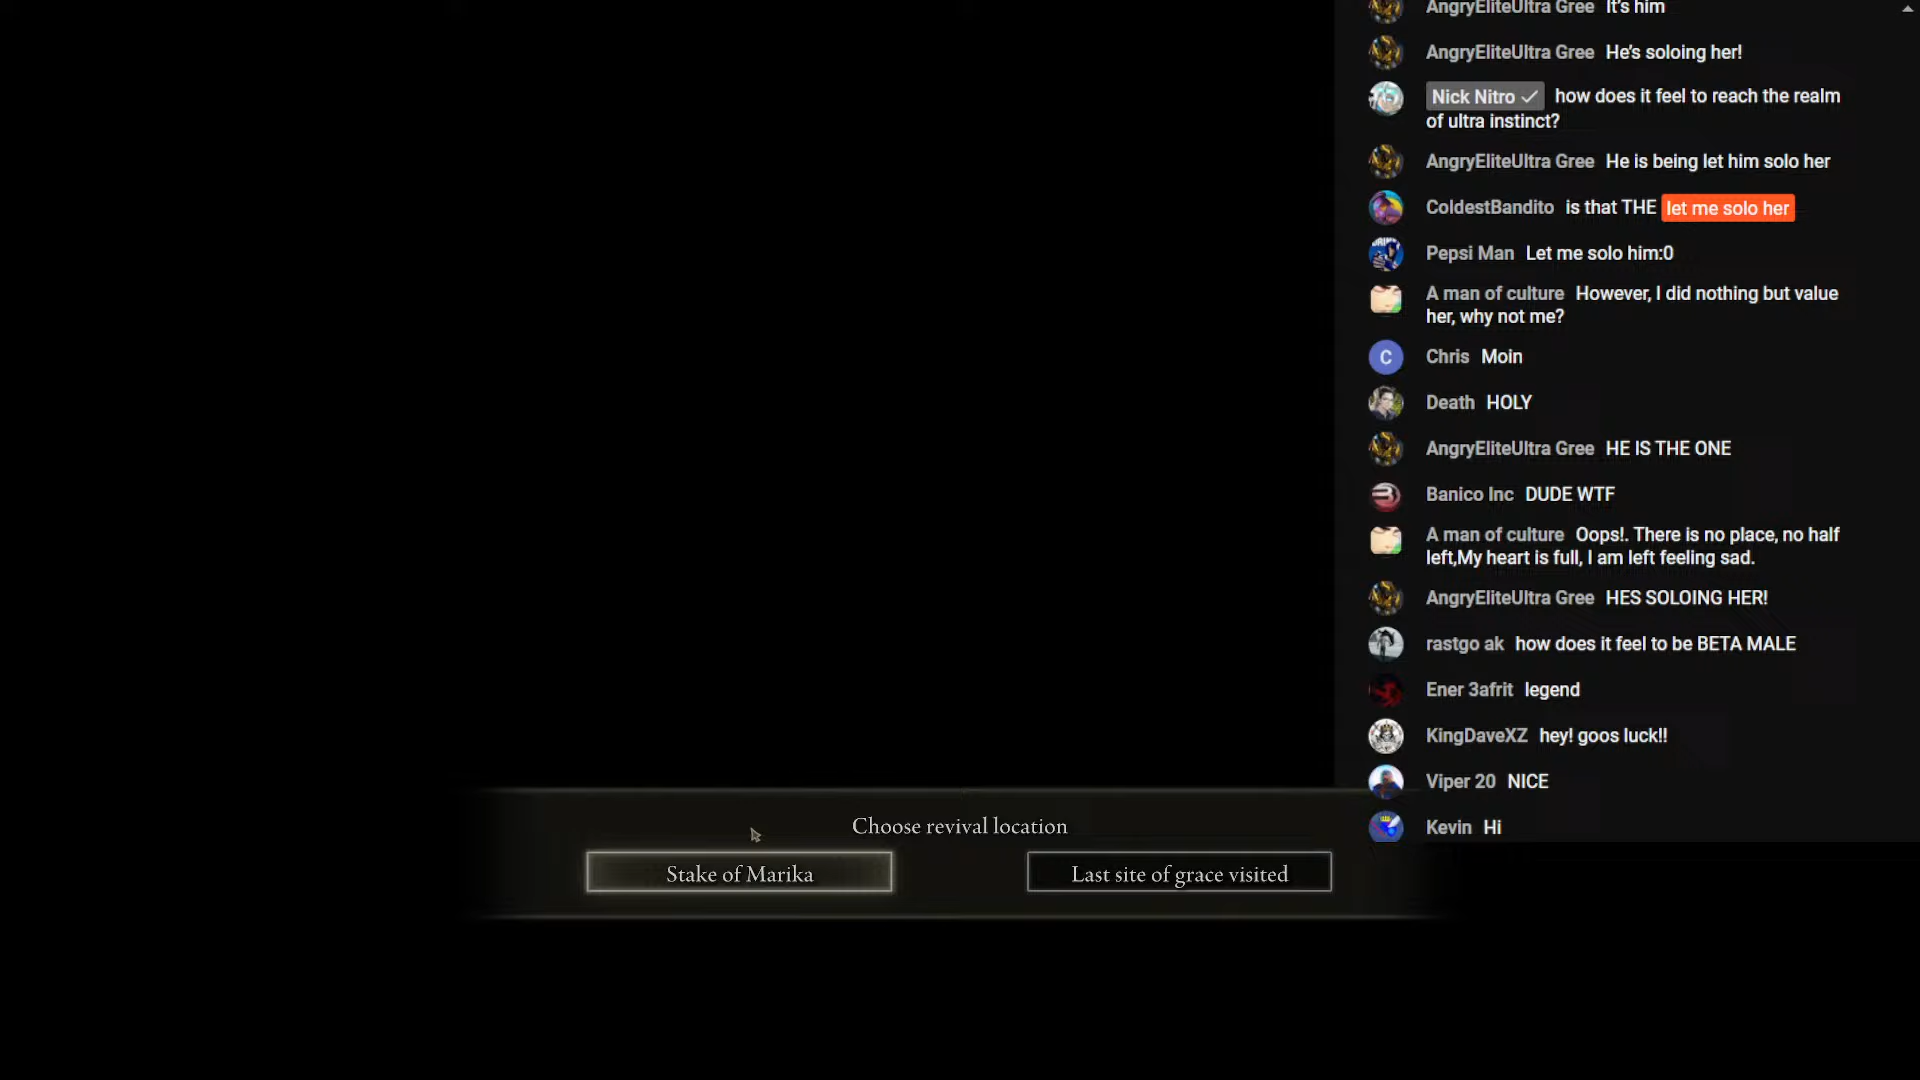 AngryEliteUltra Gree It's him
AngryEliteUltra Gree He's soloing her!
Nick Nitro ✓ how does it feel to reach the realm
of ultra instinct?
AngryEliteUltra Gree He is being let him solo her
ColdestBandito is that THE let me solo her
Pepsi Man Let me solo him:0
A man of culture However, I did nothing but value
her, why not me?
C
Chris Moin
Death HOLY
AngryEliteUltra Gree HE IS THE ONE
Banico Inc DUDE WTF
A man of culture Oops!. There is no place, no half
left,My heart is full, I am left feeling sad.
AngryEliteUltra Gree HES SOLOING HER!
rastgo ak how does it feel to be BETA MALE
Ener 3afrit legend
KingDaveXZ hey! goos luck!!
Viper 20 NICE
Kevin Hi
Choose revival location
Stake of Marika
Last site of grace visited